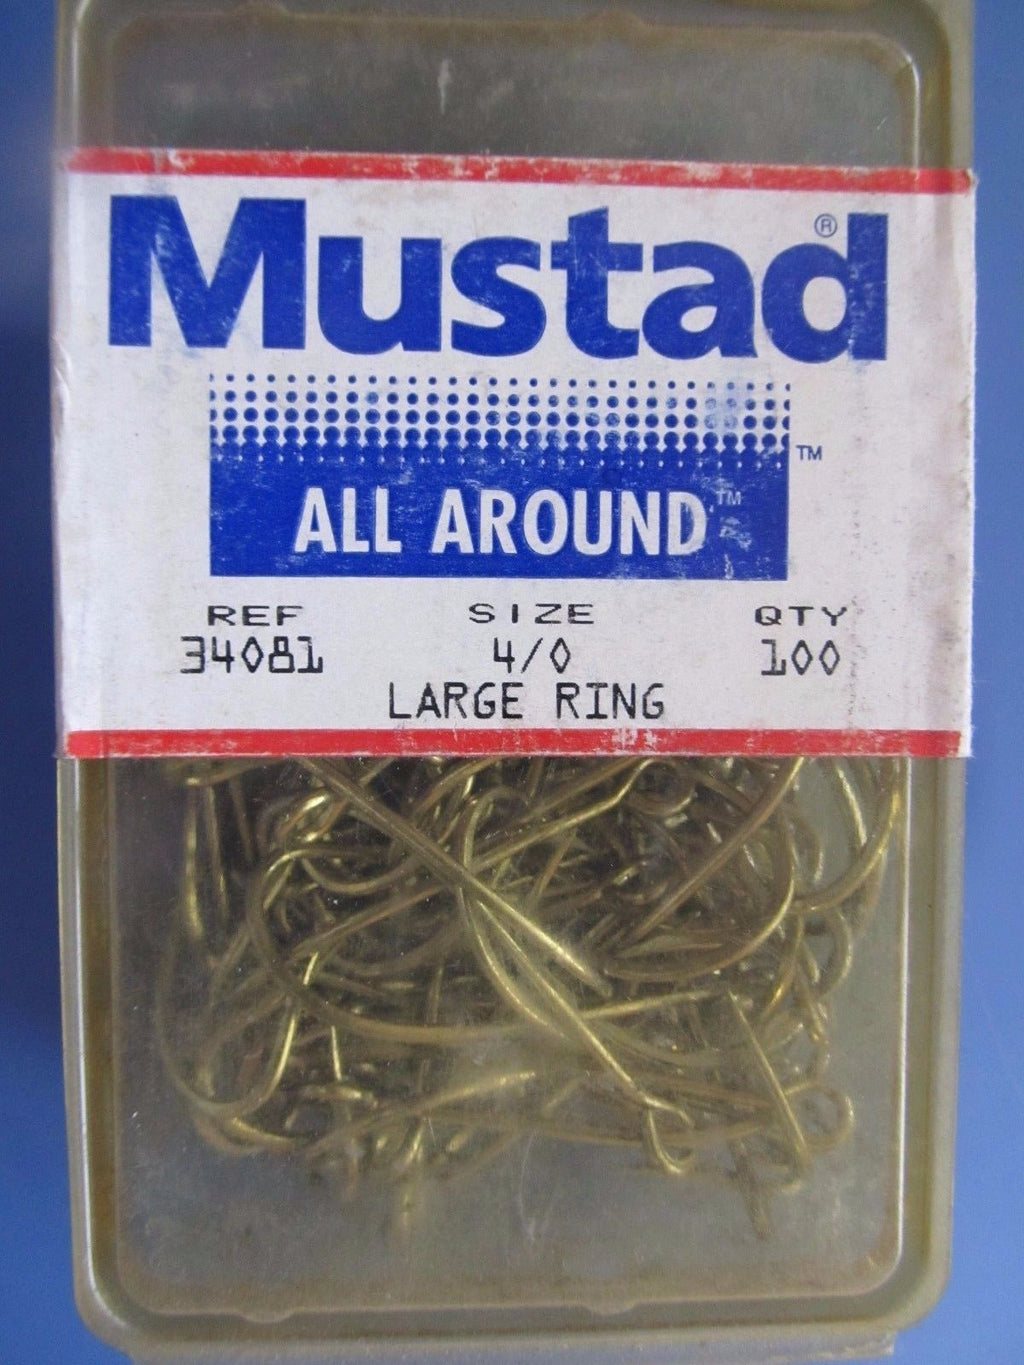 Mustad®
™
ALL AROUND™
REF SIZE QTY
34081 4/0 100
LARGE RING